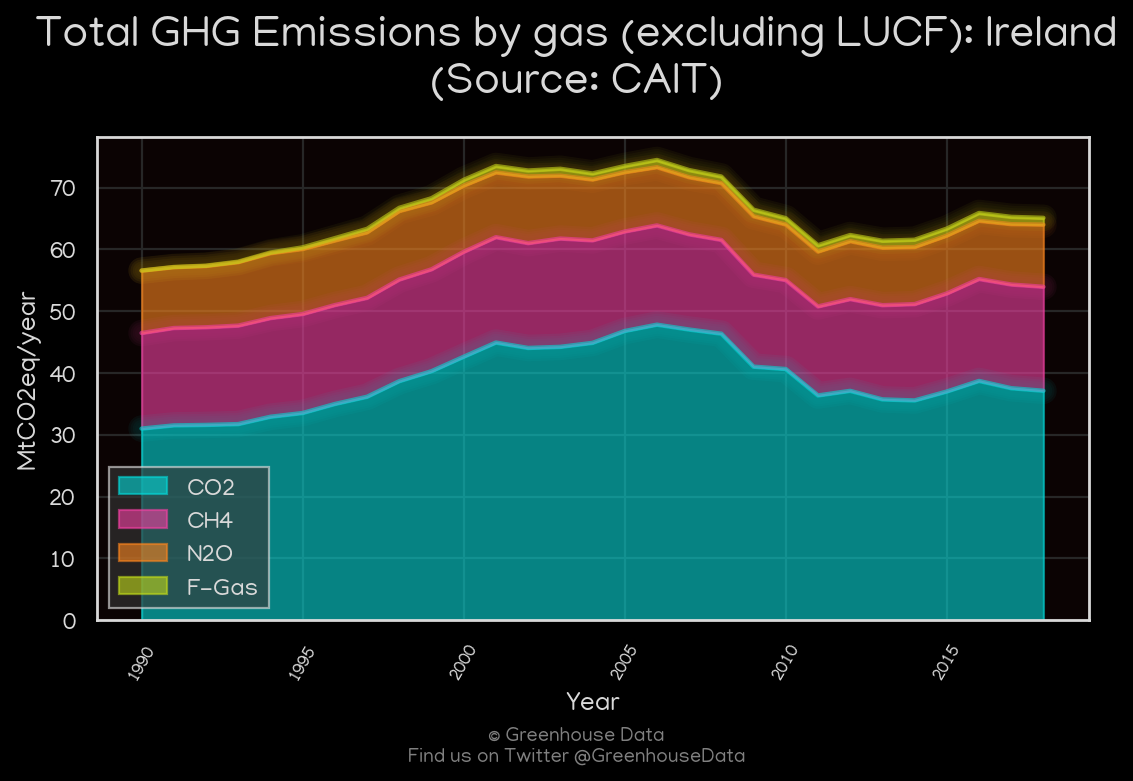 Total GHG Emissions by gas (excluding LUCF): Ireland
(Source: CAIT)
MtCO2eq/year
70
60
50
40
30
20
10
0
CO2
CH4
N2O
F-Gas
1990
1995
2000
2005
2010
2015
Year
© Greenhouse Data
Find us on Twitter @GreenhouseData